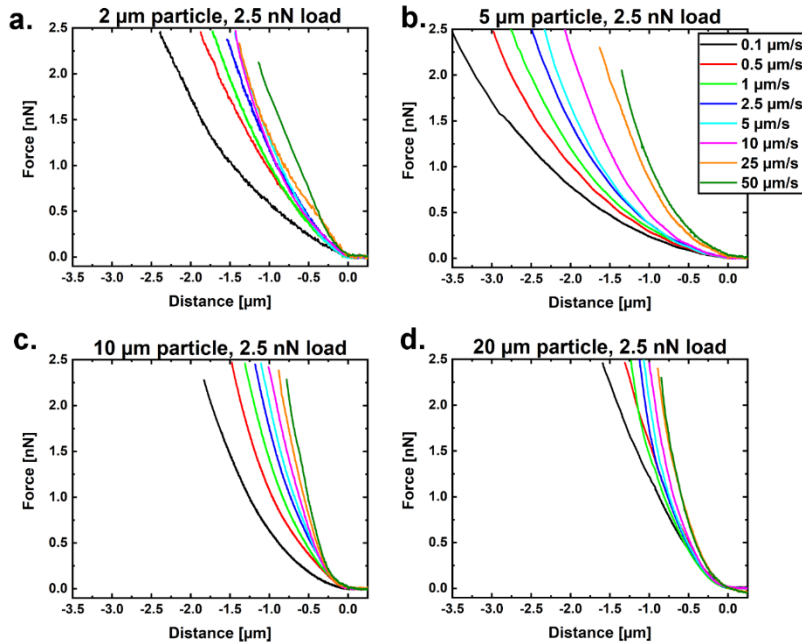 a.
2 µm particle, 2.5 nN load
2.5
2.0
1.5
1.0
0.5
0.0
Force [nN]
-3.5 -3.0 -2.5 -2.0 -1.5 -1.0 -0.5 0.0
Distance [µm]
b.
5 µm particle, 2.5 nN load
2.5
2.0
1.5
1.0
0.5
0.0
Force [nN]
-3.5 -3.0 -2.5 -2.0 -1.5 -1.0 -0.5 0.0
Distance [µm]
0.1 µm/s
0.5 µm/s
1 µm/s
2.5 µm/s
5 µm/s
10 µm/s
25 µm/s
50 µm/s
c.
10 µm particle, 2.5 nN load
2.5
2.0
1.5
1.0
0.5
0.0
Force [nN]
-3.5 -3.0 -2.5 -2.0 -1.5 -1.0 -0.5 0.0
Distance [µm]
d.
20 µm particle, 2.5 nN load
2.5
2.0
1.5
1.0
0.5
0.0
Force [nN]
-3.5 -3.0 -2.5 -2.0 -1.5 -1.0 -0.5 0.0
Distance [µm]